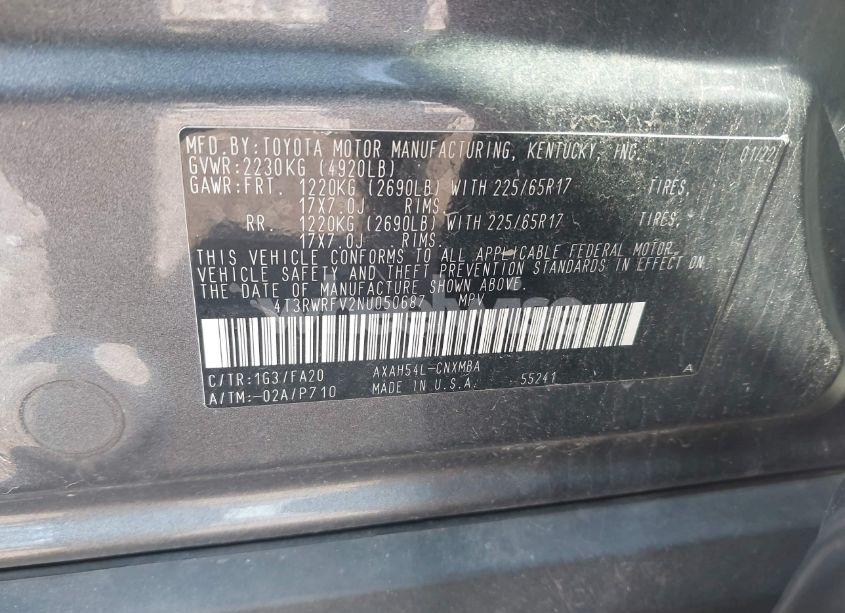 MFD.BY:TOYOTA MOTOR MANUFACTURING, KENTUCKY, INC. 01/22
GVWR:2230KG (4920LB)
GAWR:FRT. 1220KG (2690LB) WITH 225/65R17 TIRES,
17X7.0J RIMS.
RR. 1220KG (2690LB) WITH 225/65R17 TIRES,
17X7.0J RIMS.
THIS VEHICLE CONFORMS TO ALL APPLICABLE FEDERAL MOTOR
VEHICLE SAFETY AND THEFT PREVENTION STANDARDS IN EFFECT ON
THE DATE OF MANUFACTURE SHOWN ABOVE.
MPV
C/TR:1G3/FA20 AXAH54L-CNXMBA A
A/TM:-02A/P710 MADE IN U.S.A. 55241